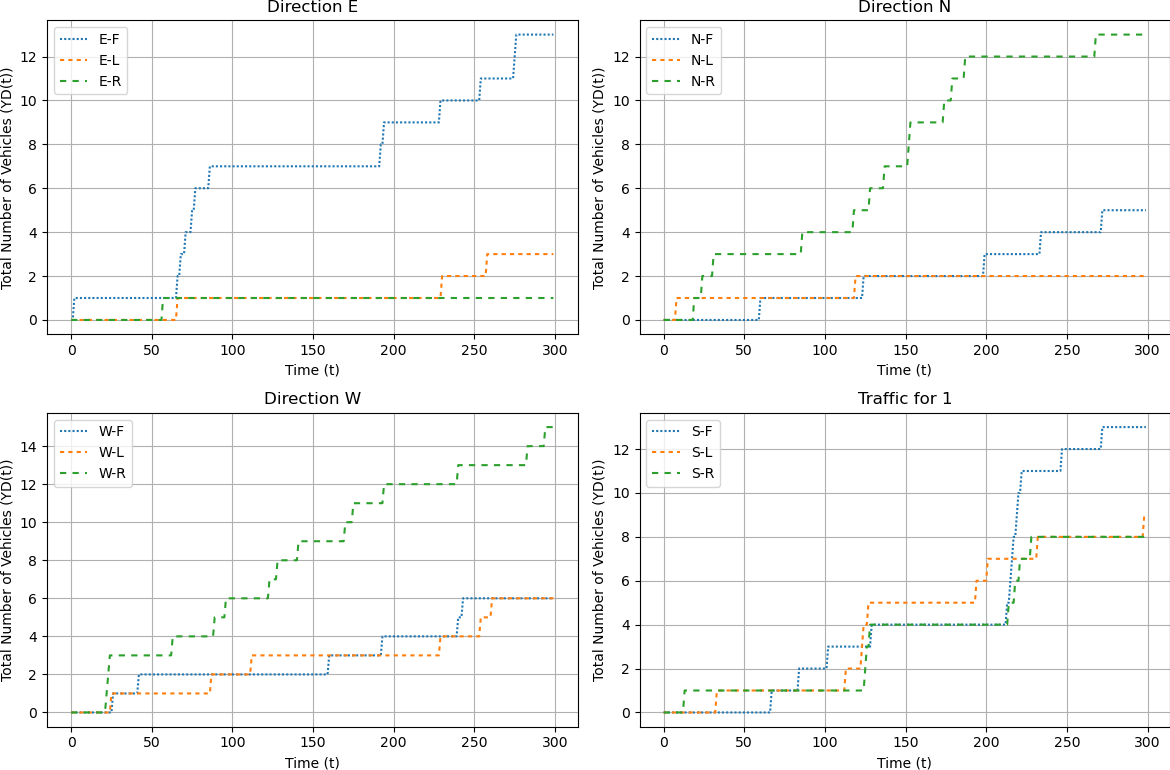 Direction E
Total Number of Vehicles (YD(t))
E-F
E-L
E-R
12
10
8
6
4
2
0
0 50 100 150 200 250 300
Time (t)
Direction N
Total Number of Vehicles (YD(t))
N-F
N-L
N-R
12
10
8
6
4
2
0
0 50 100 150 200 250 300
Time (t)
Direction W
Total Number of Vehicles (YD(t))
W-F
W-L
W-R
14
12
10
8
6
4
2
0
0 50 100 150 200 250 300
Time (t)
Traffic for 1
Total Number of Vehicles (YD(t))
S-F
S-L
S-R
12
10
8
6
4
2
0
0 50 100 150 200 250 300
Time (t)